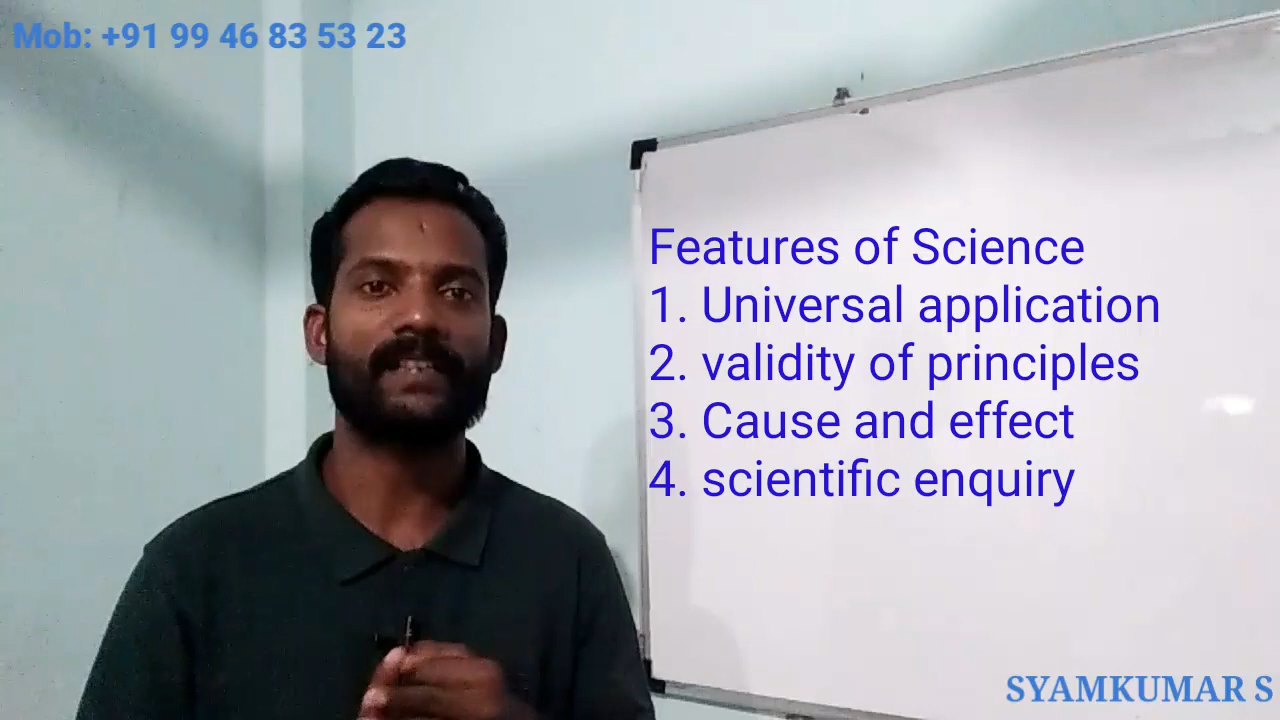 Mob: +91 99 46 83 53 23
Features of Science
1. Universal application
2. validity of principles
3. Cause and effect
4. scientific enquiry
SYAMKUMAR S